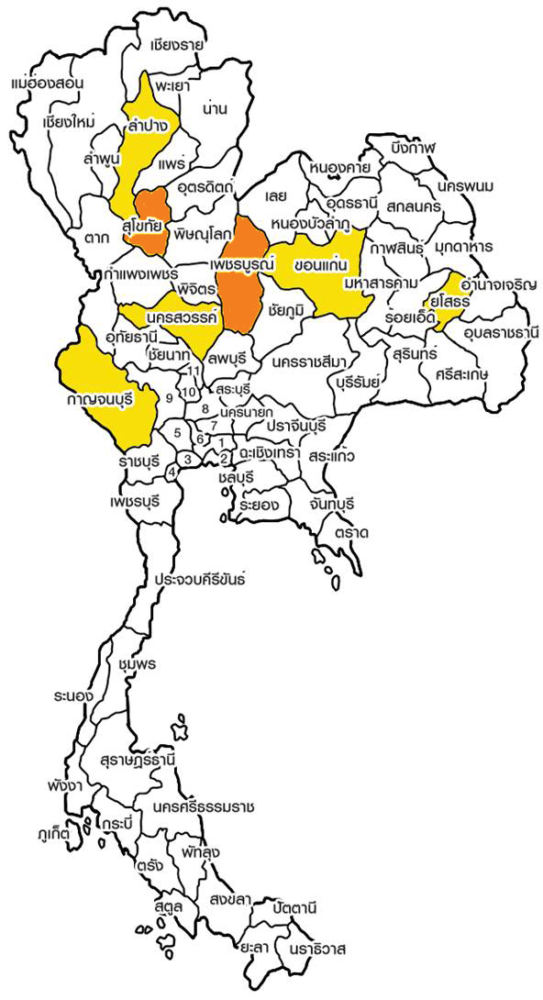 เชียงราย
แม่ฮ่องสอน
พะเยา
น่าน
เชียงใหม่
ลำปาง
ลำพูน
แพร่
อุตรดิตถ์
บึงกาฬ
หนองคาย
นครพนม
เลย
อุดรธานี
สกลนคร
สุโขทัย
หนองบัวลำภู
ตาก
พิษณุโลก
กาฬสินธุ์
มุกดาหาร
เพชรบูรณ์
ขอนแก่น
กำแพงเพชร
พิจิตร
มหาสารคาม
อำนาจเจริญ
ยโสธร
นครสวรรค์
ชัยภูมิ
ร้อยเอ็ด
อุทัยธานี
อุบลราชธานี
ชัยนาท
ลพบุรี
นครราชสีมา
สุรินทร์
ศรีสะเกษ
11
บุรีรัมย์
สระบุรี
10
กาญจนบุรี
9
8
นครนายก
7
ปราจีนบุรี
5
6
1
ฉะเชิงเทรา
สระแก้ว
ราชบุรี
3
2
4
ชลบุรี
เพชรบุรี
ระยอง
จันทบุรี
ตราด
ประจวบคีรีขันธ์
ชุมพร
ระนอง
สุราษฎร์ธานี
พังงา
นครศรีธรรมราช
กระบี่
ภูเก็ต
พัทลุง
ตรัง
สงขลา
สตูล
ปัตตานี
ยะลา
นราธิวาส